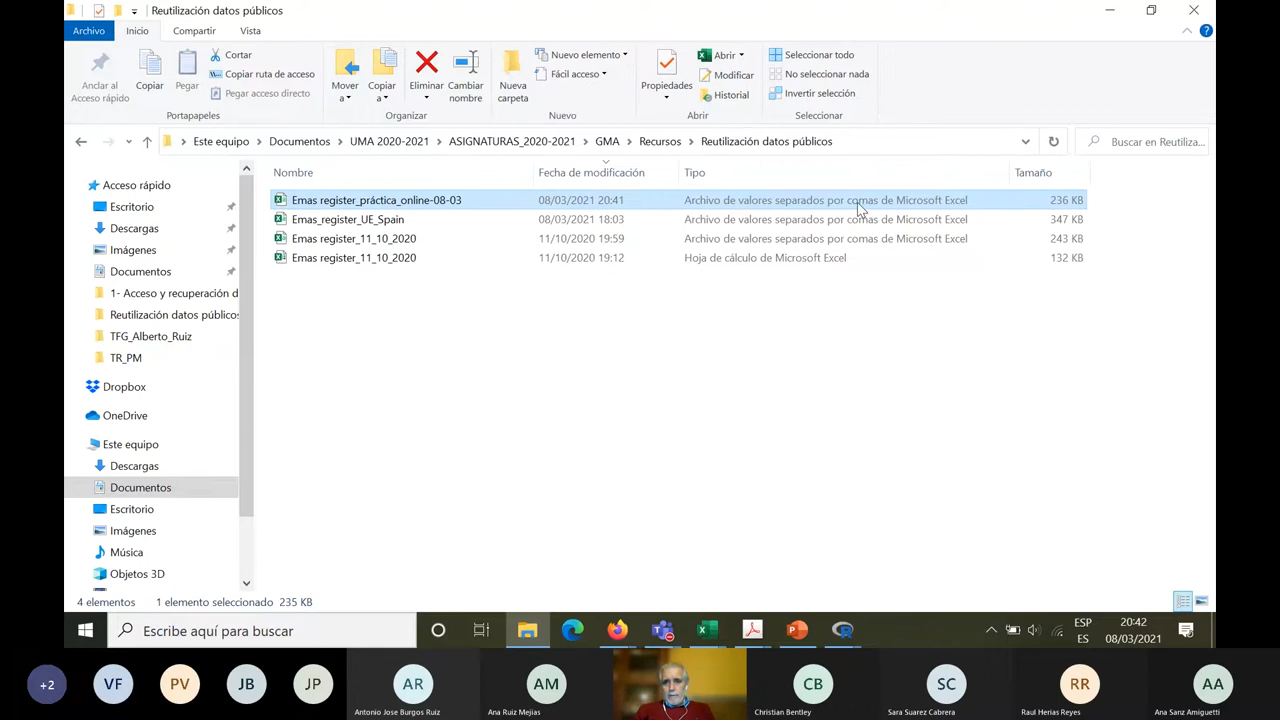 Reutilización datos públicos
Archivo
Inicio
Compartir
Vista
Anclar al
Acceso rápido
Copiar
Pegar
Cortar
Copiar ruta de acceso
Pegar acceso directo
Portapapeles
Mover
a
Copiar
a
Eliminar
Cambiar
nombre
Organizar
Nueva
carpeta
Nuevo elemento
Fácil acceso
Nuevo
Propiedades
Abrir
Modificar
Historial
Abrir
Seleccionar todo
No seleccionar nada
Invertir selección
Seleccionar
Este equipo > Documentos > UMA 2020-2021 > ASIGNATURAS_2020-2021 > GMA > Recursos > Reutilización datos públicos
Buscar en Reutiliza...
Nombre Fecha de modificación Tipo Tamaño
Emas register_práctica_online-08-03 08/03/2021 20:41 Archivo de valores separados por comas de Microsoft Excel 236 KB
Emas_register_UE_Spain 08/03/2021 18:03 Archivo de valores separados por comas de Microsoft Excel 347 KB
Emas register_11_10_2020 11/10/2020 19:59 Archivo de valores separados por comas de Microsoft Excel 243 KB
Emas register_11_10_2020 11/10/2020 19:12 Hoja de cálculo de Microsoft Excel 132 KB
Acceso rápido
Escritorio
Descargas
Imágenes
Documentos
1- Acceso y recuperación d
Reutilización datos públicos
TFG_Alberto_Ruiz
TR_PM
Dropbox
OneDrive
Este equipo
Descargas
Documentos
Escritorio
Imágenes
Música
Objetos 3D
4 elementos 1 elemento seleccionado 235 KB
Escribe aquí para buscar
ESP
ES
20:42
08/03/2021
+2
VF
PV
JB
JP
AR
Antonio Jose Burgos Ruiz
AM
Ana Ruiz Mejias
CB
Christian Bentley
SC
Sara Suarez Cabrera
RR
Raul Herias Reyes
AA
Ana Sanz Amiguetti